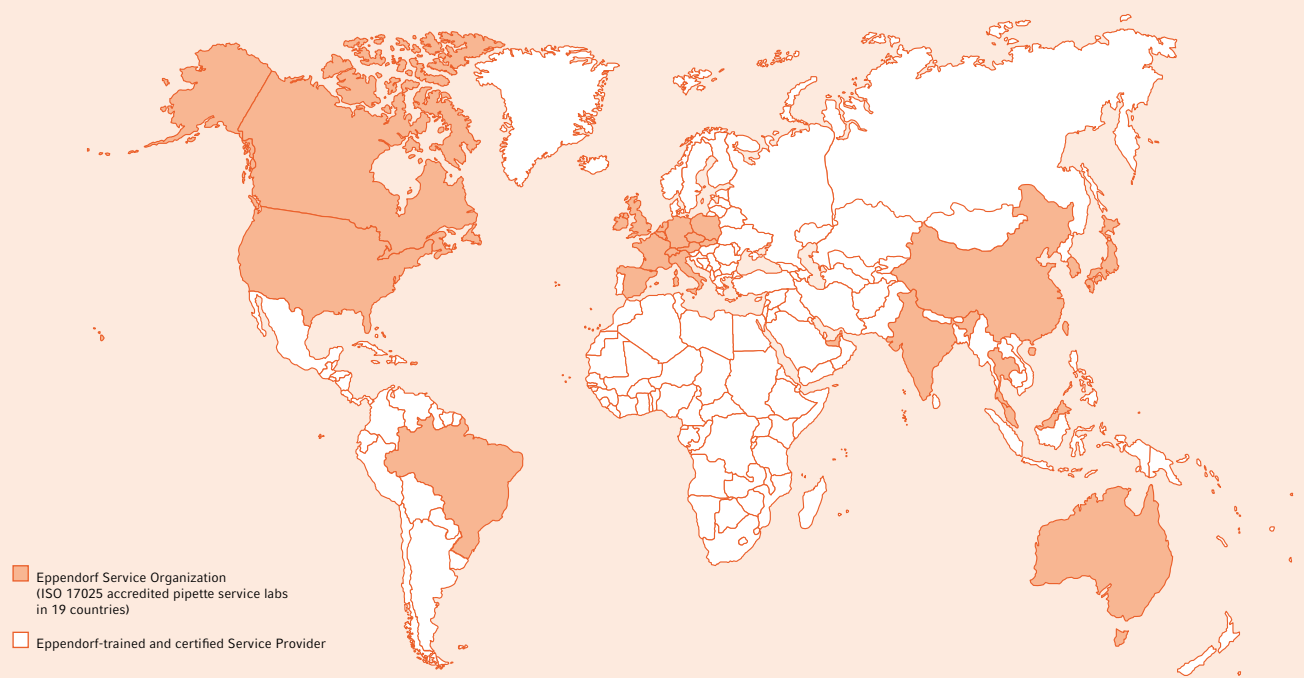 Eppendorf Service Organization
(ISO 17025 accredited pipette service labs
in 19 countries)
Eppendorf-trained and certified Service Provider